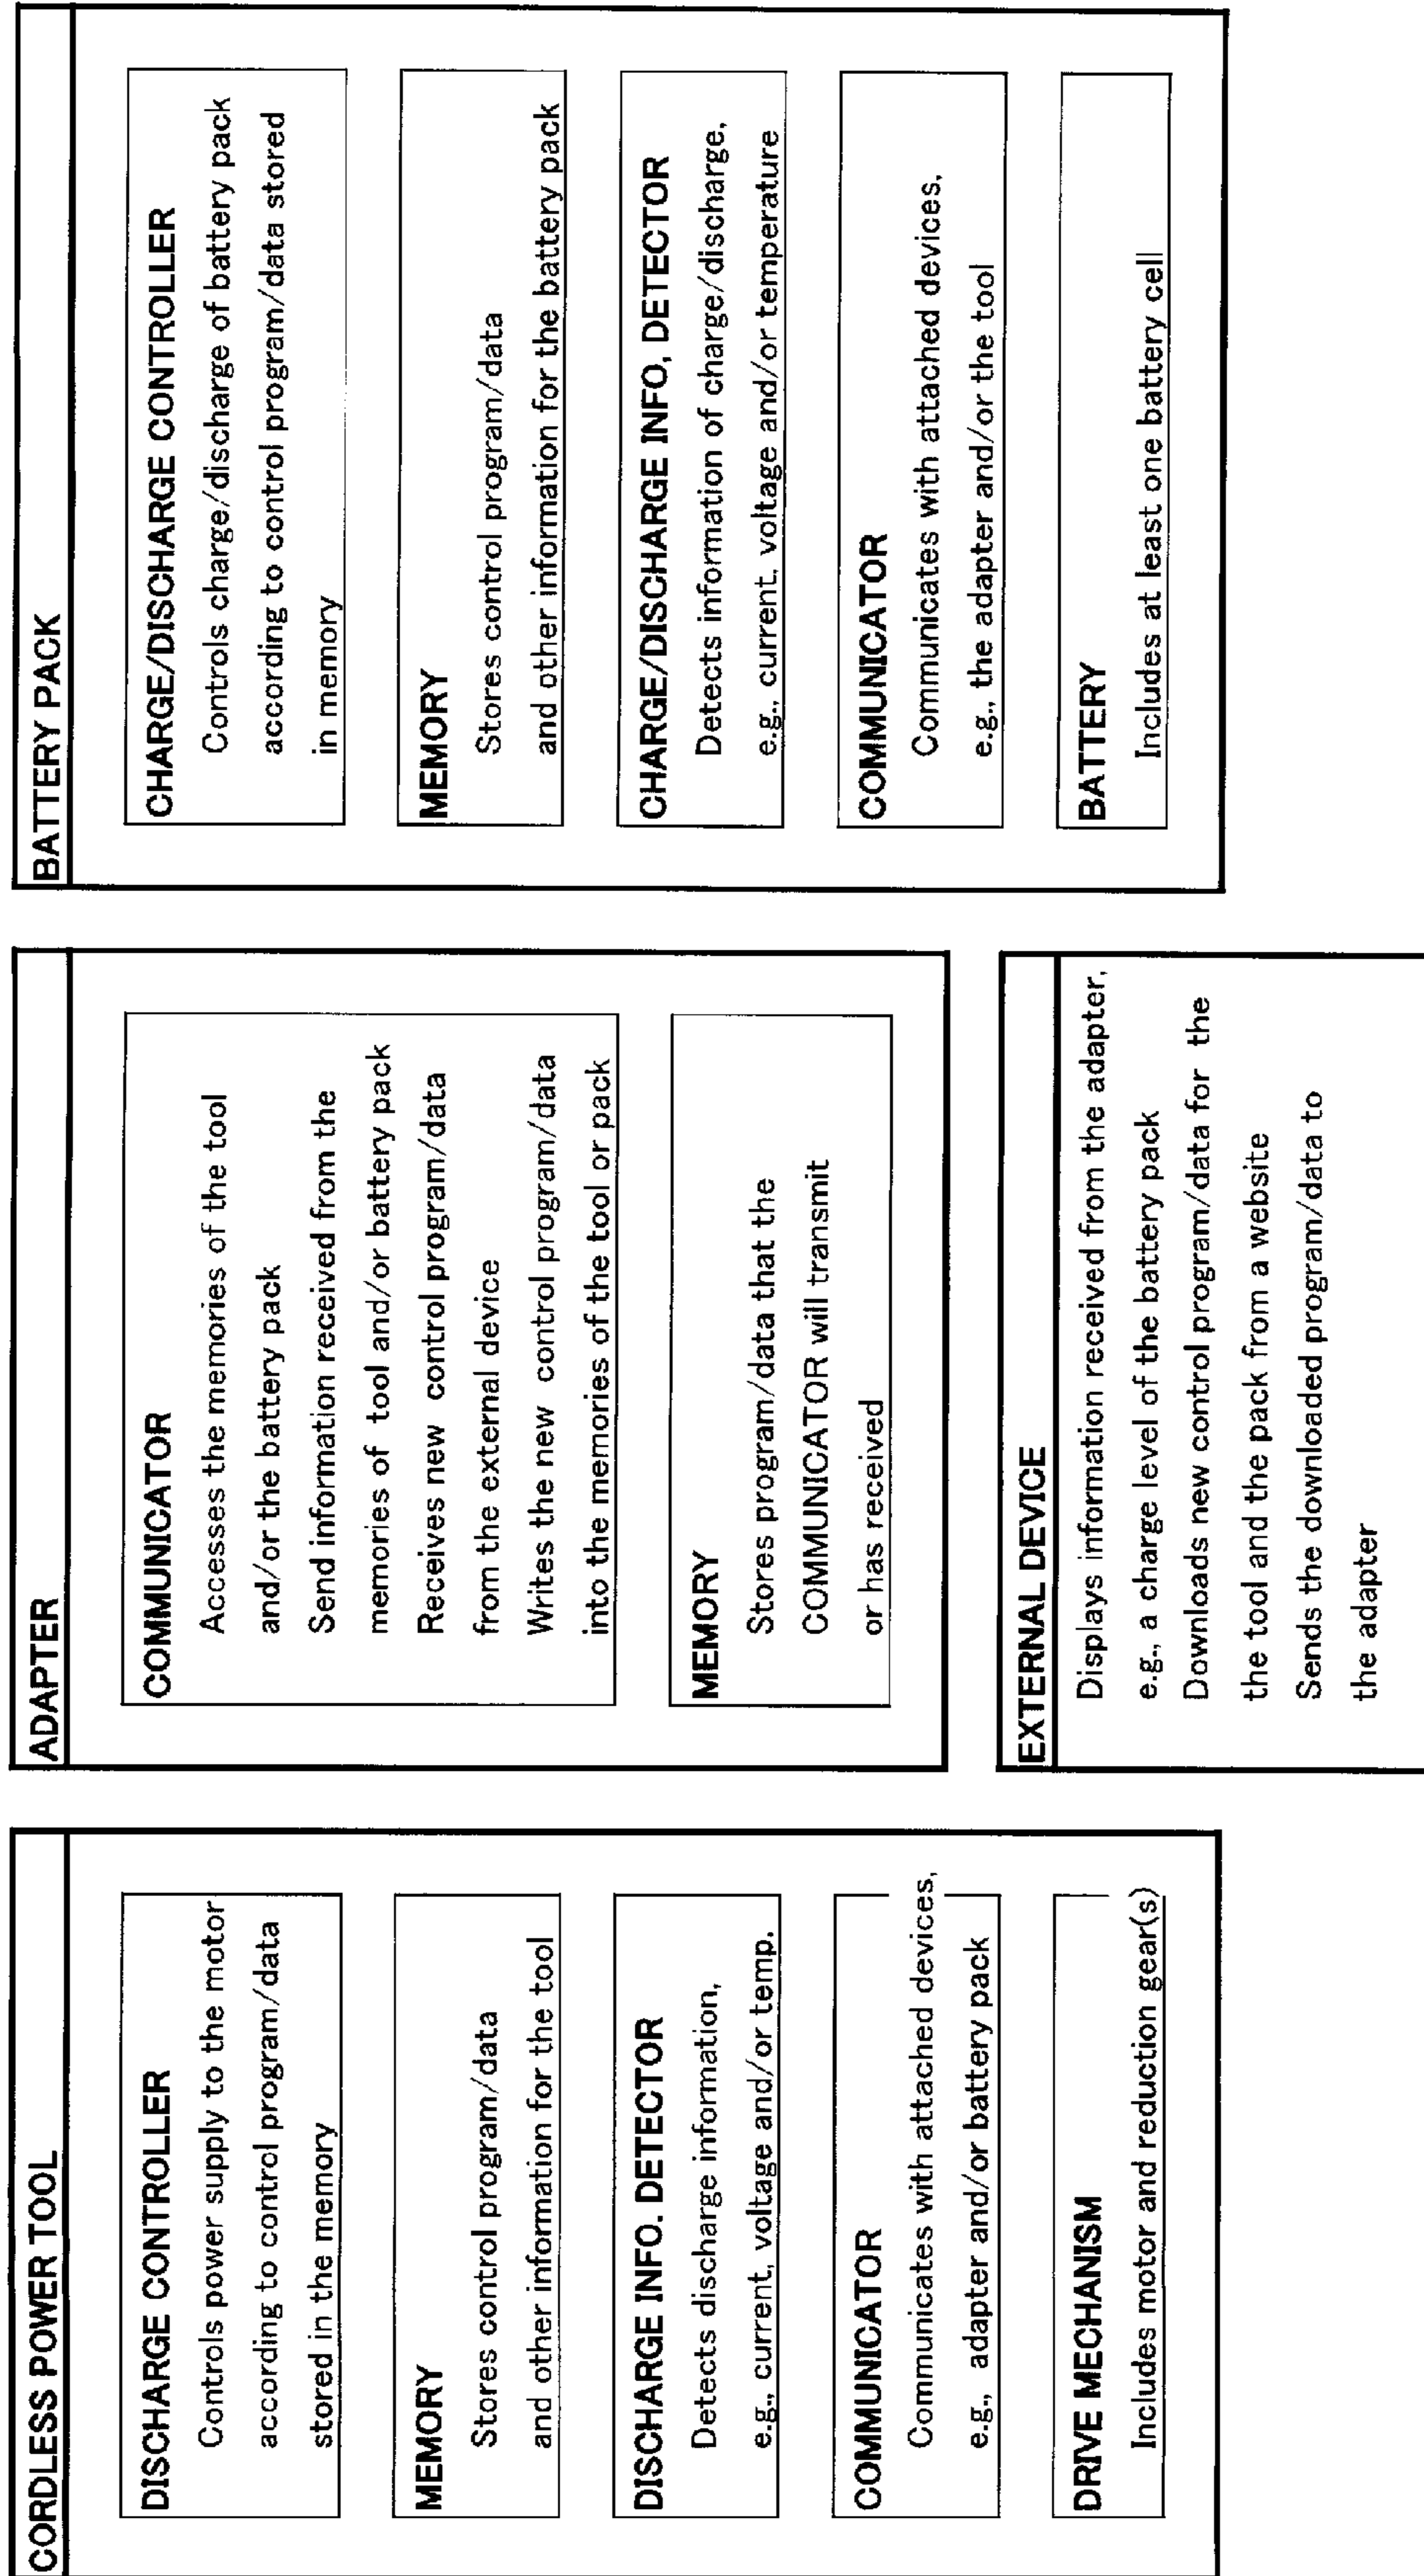 CORDLESS POWER TOOL
DISCHARGE CONTROLLER
Controls power supply to the motor
according to control program/data
stored in the memory
MEMORY
Stores control program/data
and other information for the tool
DISCHARGE INFO. DETECTOR
Detects discharge information,
e.g., current, voltage and/or temp.
COMMUNICATOR
Communicates with attached devices,
e.g., adapter and/or battery pack
DRIVE MECHANISM
Includes motor and reduction gear(s)
ADAPTER
COMMUNICATOR
Accesses the memories of the tool
and/or the battery pack
Send information received from the
memories of tool and/or battery pack
Receives new control program/data
from the external device
Writes the new control program/data
into the memories of the tool or pack
MEMORY
Stores program/data that the
COMMUNICATOR will transmit
or has received
EXTERNAL DEVICE
Displays information received from the adapter,
e.g., a charge level of the battery pack
Downloads new control program/data for the
the tool and the pack from a website
Sends the downloaded program/data to
the adapter
BATTERY PACK
CHARGE/DISCHARGE CONTROLLER
Controls charge/discharge of battery pack
according to control program/data stored
in memory
MEMORY
Stores control program/data
and other information for the battery pack
CHARGE/DISCHARGE INFO, DETECTOR
Detects information of charge/discharge,
e.g., current, voltage and/or temperature
COMMUNICATOR
Communicates with attached devices,
e.g., the adapter and/or the tool
BATTERY
Includes at least one battery cell